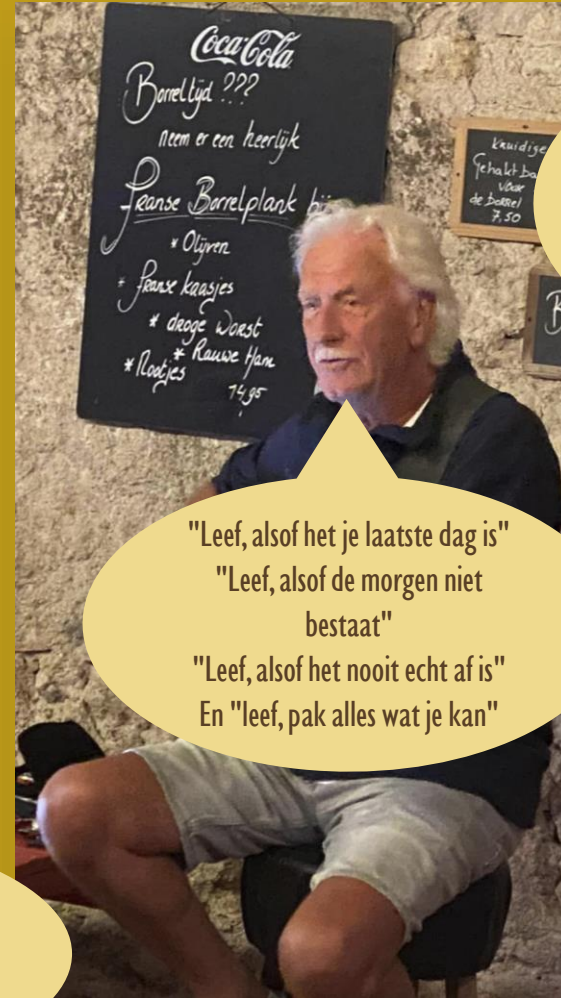 Coca-Cola
Borreltijd ???
neem er een heerlijk
Franse Borrelplank bij
* Olijven
* Franse kaasjes
* droge worst
* Rauwe Ham
* Nootjes
14,95
Kruidige
Gehaktba
voor
de borrel
7,50
B
"Leef, alsof het je laatste dag is"
"Leef, alsof de morgen niet
bestaat"
"Leef, alsof het nooit echt af is"
En "leef, pak alles wat je kan"